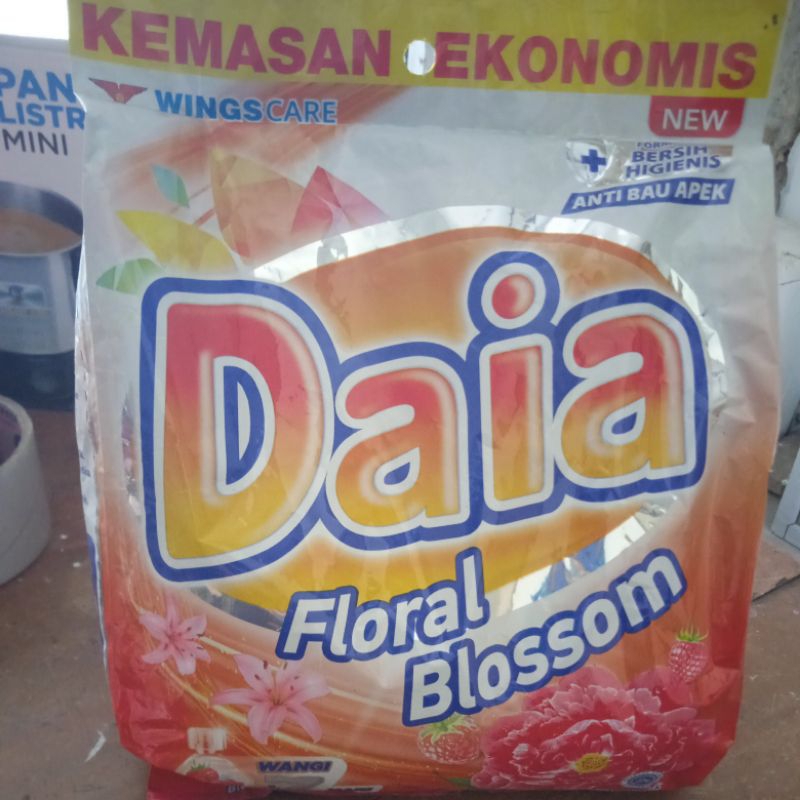 KEMASAN EKONOMIS
PAN
LISTR
MINI
WINGSCARE
NEW
BERSIH
HIGIENIS
ANTI BAU APEK
Daia
Floral
Blossom
WANGI